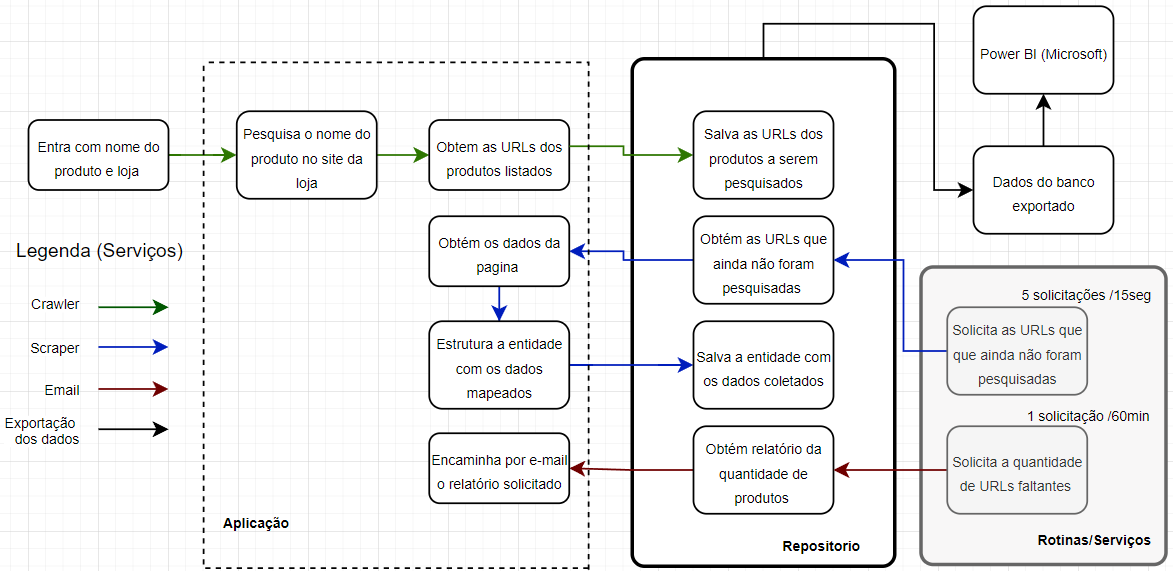 Power BI (Microsoft)
Entra com nome do
produto e loja
Pesquisa o nome do
produto no site da
loja
Obtem as URLs dos
produtos listados
Salva as URLs dos
produtos a serem
pesquisados
Dados do banco
exportado
Legenda (Serviços)
Crawler
Scraper
Email
Exportação
dos dados
Obtém os dados da
pagina
Obtém as URLs que
ainda não foram
pesquisadas
5 solicitações /15seg
Solicita as URLs que
que ainda não foram
pesquisadas
Estrutura a entidade
com os dados
mapeados
Salva a entidade com
os dados coletados
1 solicitação /60min
Solicita a quantidade
de URLs faltantes
Obtém relatório da
quantidade de
produtos
Encaminha por e-mail
o relatório solicitado
Aplicação
Repositorio
Rotinas/Serviços